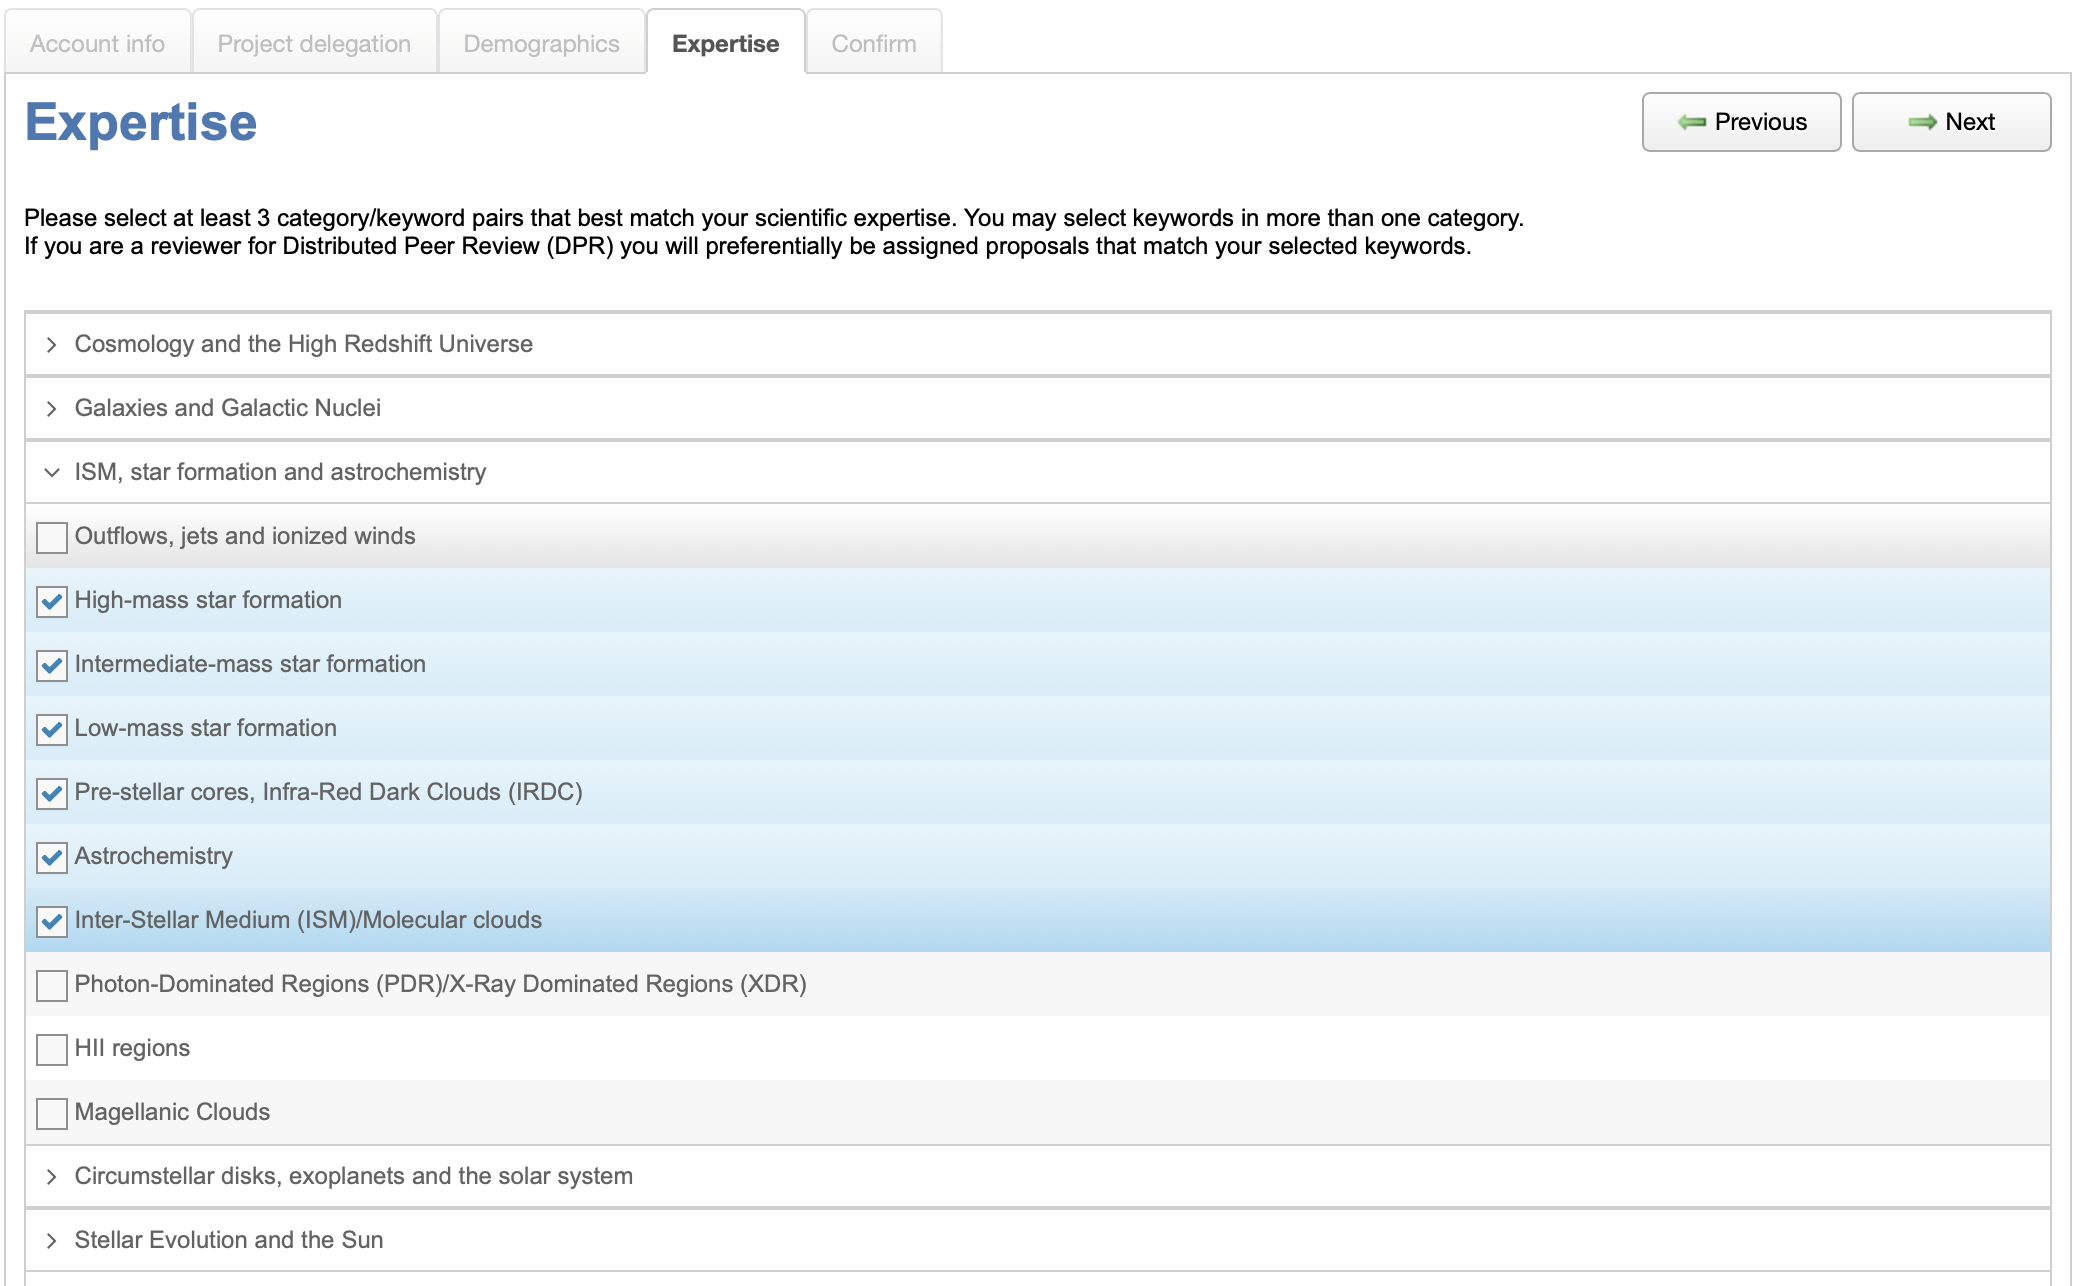 Account info
Project delegation
Demographics
Expertise
Confirm
Expertise
Previous
Next
Please select at least 3 category/keyword pairs that best match your scientific expertise. You may select keywords in more than one category.
If you are a reviewer for Distributed Peer Review (DPR) you will preferentially be assigned proposals that match your selected keywords.
Cosmology and the High Redshift Universe
Galaxies and Galactic Nuclei
ISM, star formation and astrochemistry
Outflows, jets and ionized winds
High-mass star formation
Intermediate-mass star formation
Low-mass star formation
Pre-stellar cores, Infra-Red Dark Clouds (IRDC)
Astrochemistry
Inter-Stellar Medium (ISM)/Molecular clouds
Photon-Dominated Regions (PDR)/X-Ray Dominated Regions (XDR)
HII regions
Magellanic Clouds
Circumstellar disks, exoplanets and the solar system
Stellar Evolution and the Sun